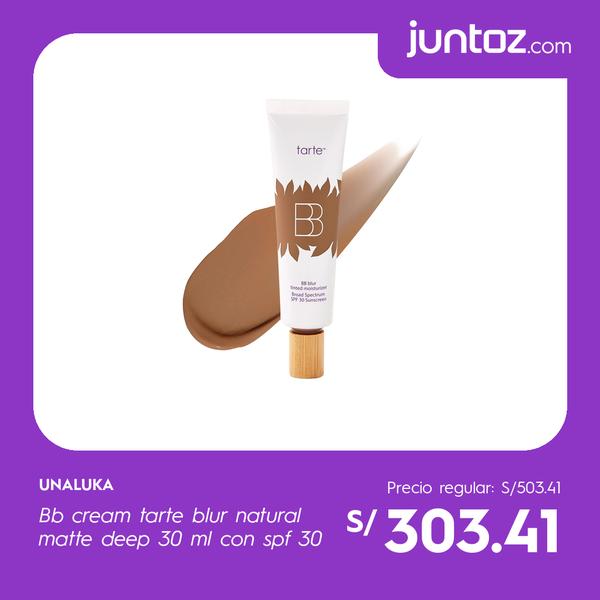 juntoz.com
tarte™
BB
BB blur
tinted moisturizer
Broad Spectrum
SPF 30 Sunscreen
UNALUKA
Bb cream tarte blur natural
matte deep 30 ml con spf 30
Precio regular: S/503.41
S/303.41